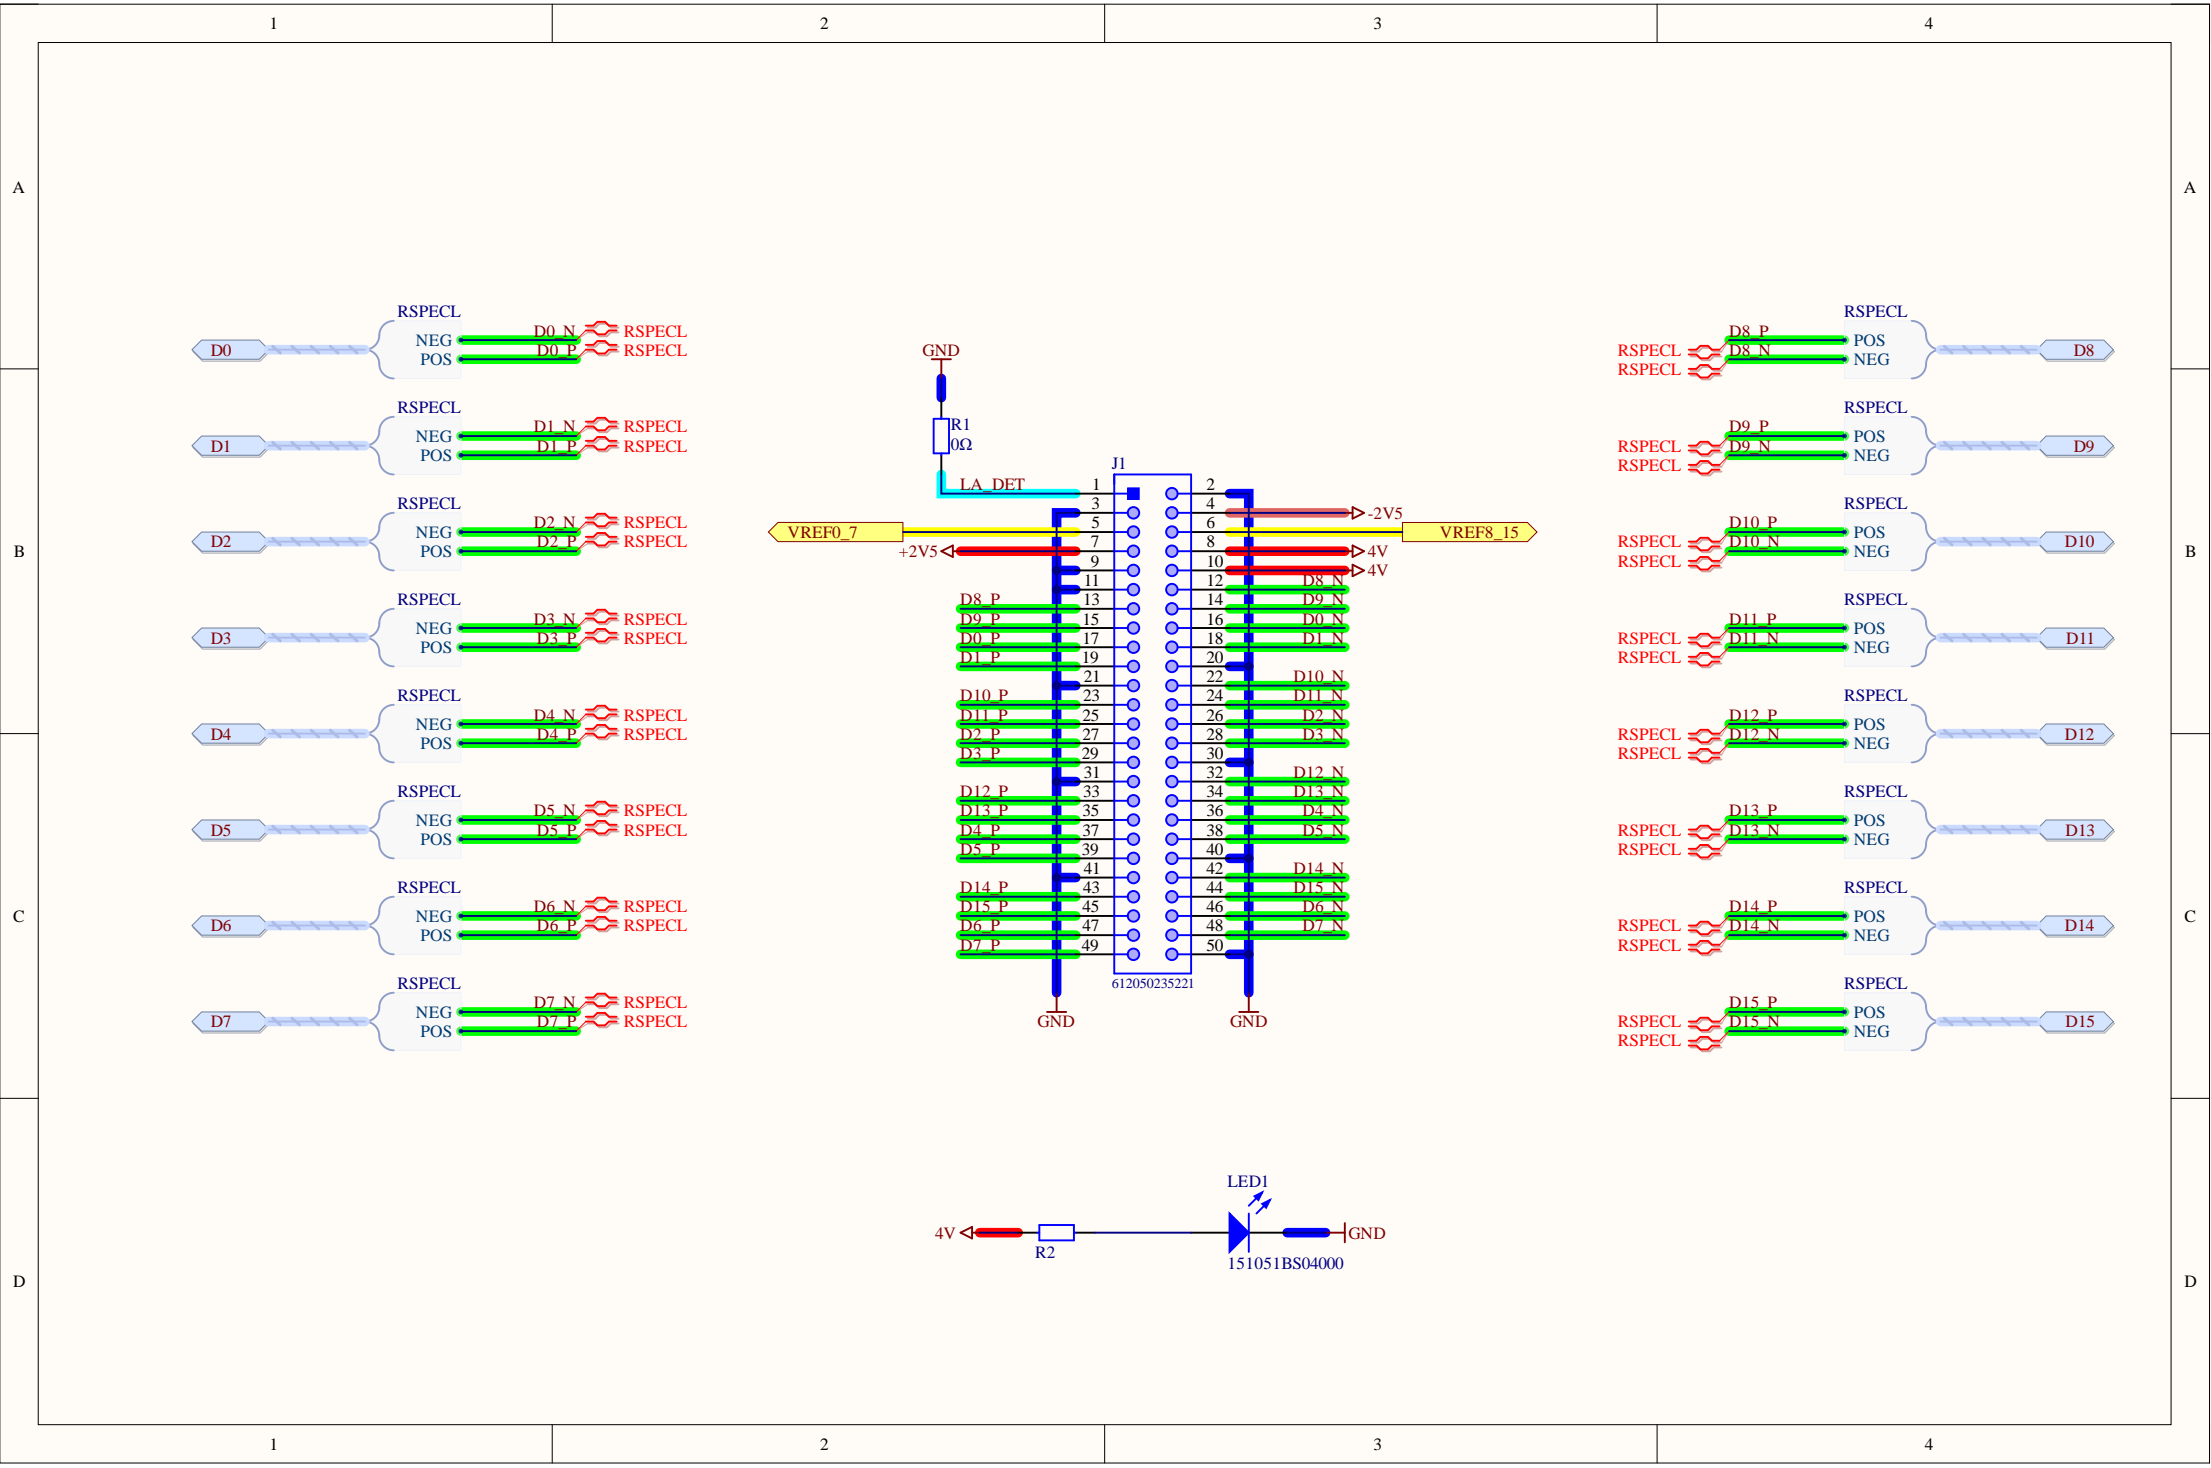 1 2 3 4
A A
RSPECL
D0 NEG D0_N RSPECL
POS D0_P RSPECL
RSPECL
D1 NEG D1_N RSPECL
POS D1_P RSPECL
RSPECL
D2 NEG D2_N RSPECL
POS D2_P RSPECL
RSPECL
D3 NEG D3_N RSPECL
POS D3_P RSPECL
RSPECL
D4 NEG D4_N RSPECL
POS D4_P RSPECL
RSPECL
D5 NEG D5_N RSPECL
POS D5_P RSPECL
RSPECL
D6 NEG D6_N RSPECL
POS D6_P RSPECL
RSPECL
D7 NEG D7_N RSPECL
POS D7_P RSPECL
B B
C C
GND
R1
0Ω
J1
LA_DET 1 2
3 4 -2V5
VREF0_7 5 6 VREF8_15
+2V5 7 8 4V
9 10 4V
11 12 D8_N
D8_P 13 14 D9_N
D9_P 15 16 D0_N
D0_P 17 18 D1_N
D1_P 19 20
21 22 D10_N
D10_P 23 24 D11_N
D11_P 25 26 D2_N
D2_P 27 28 D3_N
D3_P 29 30
31 32 D12_N
D12_P 33 34 D13_N
D13_P 35 36 D4_N
D4_P 37 38 D5_N
D5_P 39 40
41 42 D14_N
D14_P 43 44 D15_N
D15_P 45 46 D6_N
D6_P 47 48 D7_N
D7_P 49 50
612050235221
GND GND
RSPECL
D8_P POS D8
RSPECL D8_N NEG
RSPECL
RSPECL
D9_P POS D9
RSPECL D9_N NEG
RSPECL
RSPECL
D10_P POS D10
RSPECL D10_N NEG
RSPECL
RSPECL
D11_P POS D11
RSPECL D11_N NEG
RSPECL
RSPECL
D12_P POS D12
RSPECL D12_N NEG
RSPECL
RSPECL
D13_P POS D13
RSPECL D13_N NEG
RSPECL
RSPECL
D14_P POS D14
RSPECL D14_N NEG
RSPECL
RSPECL
D15_P POS D15
RSPECL D15_N NEG
RSPECL
LED1
4V GND
R2
151051BS04000
D D
1 2 3 4